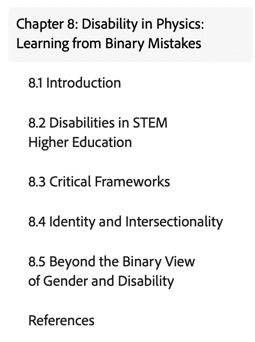 Chapter 8: Disability in Physics:
Learning from Binary Mistakes
8.1 Introduction
8.2 Disabilities in STEM
Higher Education
8.3 Critical Frameworks
8.4 Identity and Intersectionality
8.5 Beyond the Binary View
of Gender and Disability
References